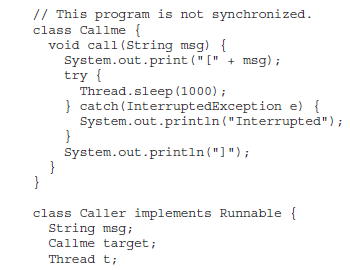 // This program is not synchronized.
class Callme {
  void call(String msg) {
    System.out.print("[" + msg);
    try {
      Thread.sleep(1000);
    } catch(InterruptedException e) {
      System.out.println("Interrupted");
    }
    System.out.println("]");
  }
}

class Caller implements Runnable {
  String msg;
  Callme target;
  Thread t;